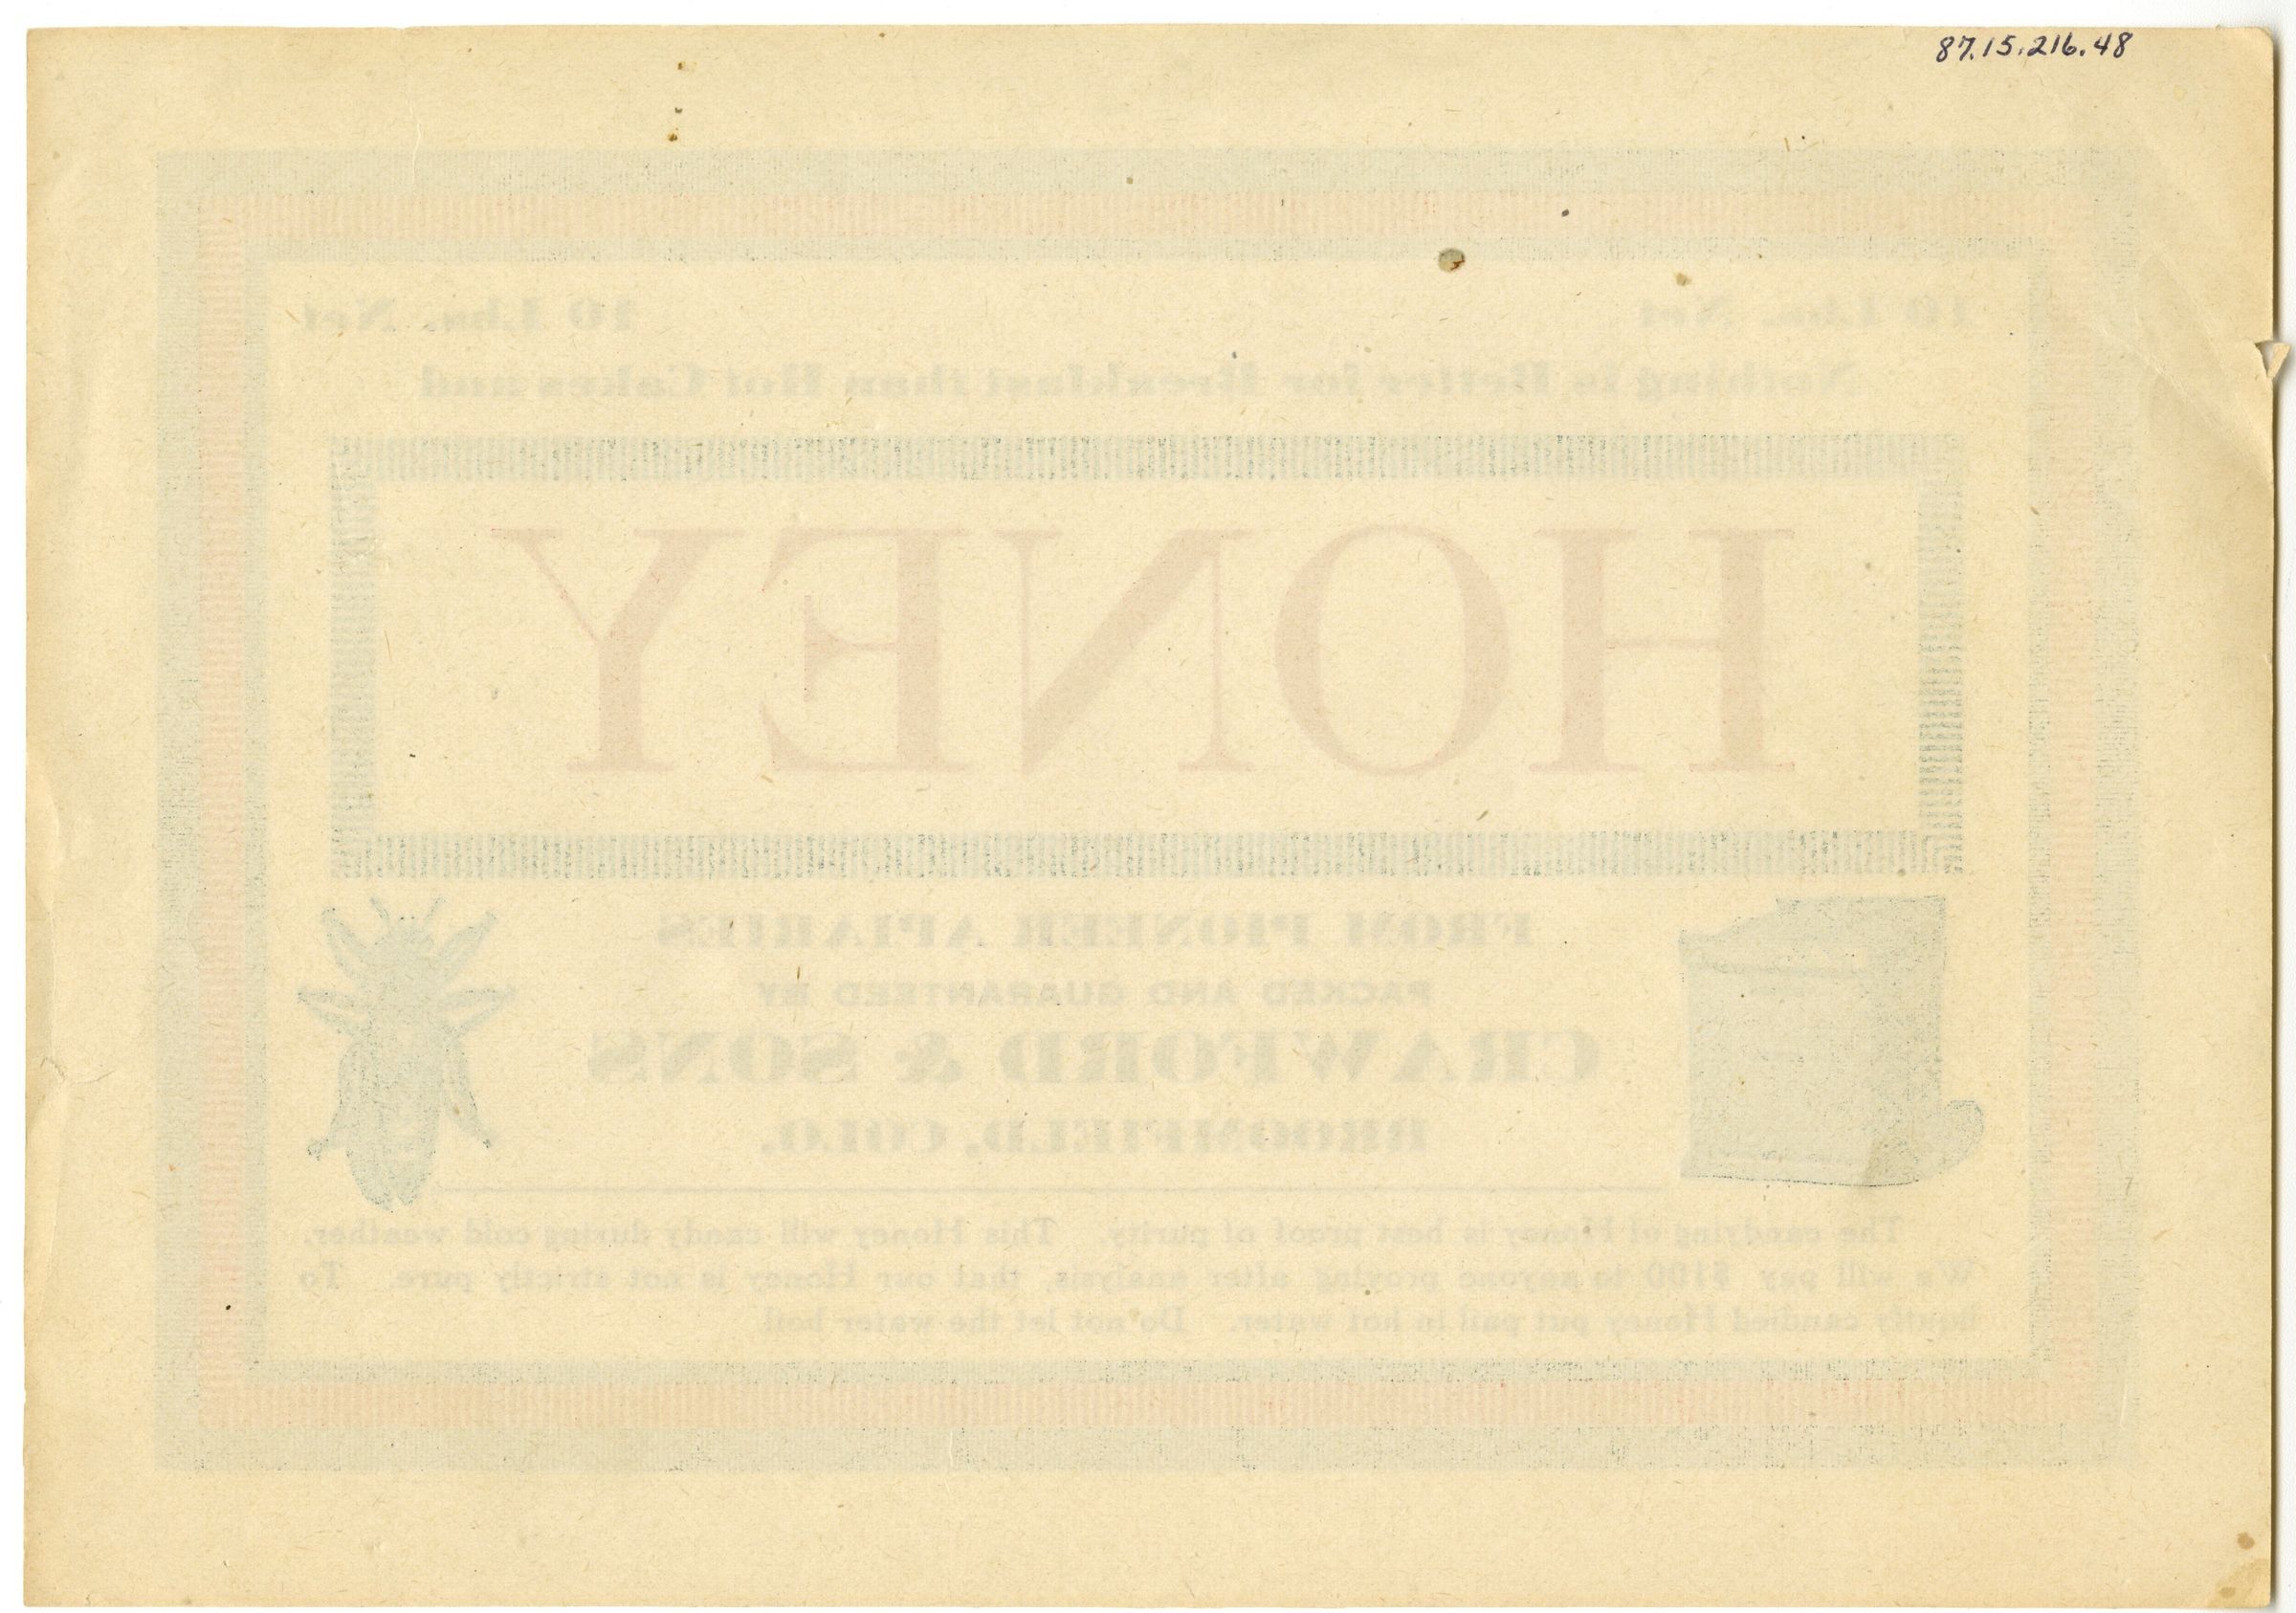 87.15.216.48
10 Lbs. Net 10 Lbs. Net
Nothing is Better for Breakfast than Hot Cakes and
HONEY
FROM PIONEER APIARIES
PACKED AND GUARANTEED BY
CRAWFORD & SONS
BROOMFIELD, COLO.
The candying of Honey is best proof of purity. This Honey will candy during cold weather.
We will pay $100 to anyone proving after analysis, that our Honey is not strictly pure. To
liquify candied Honey put pail in hot water. Do not let the water boil